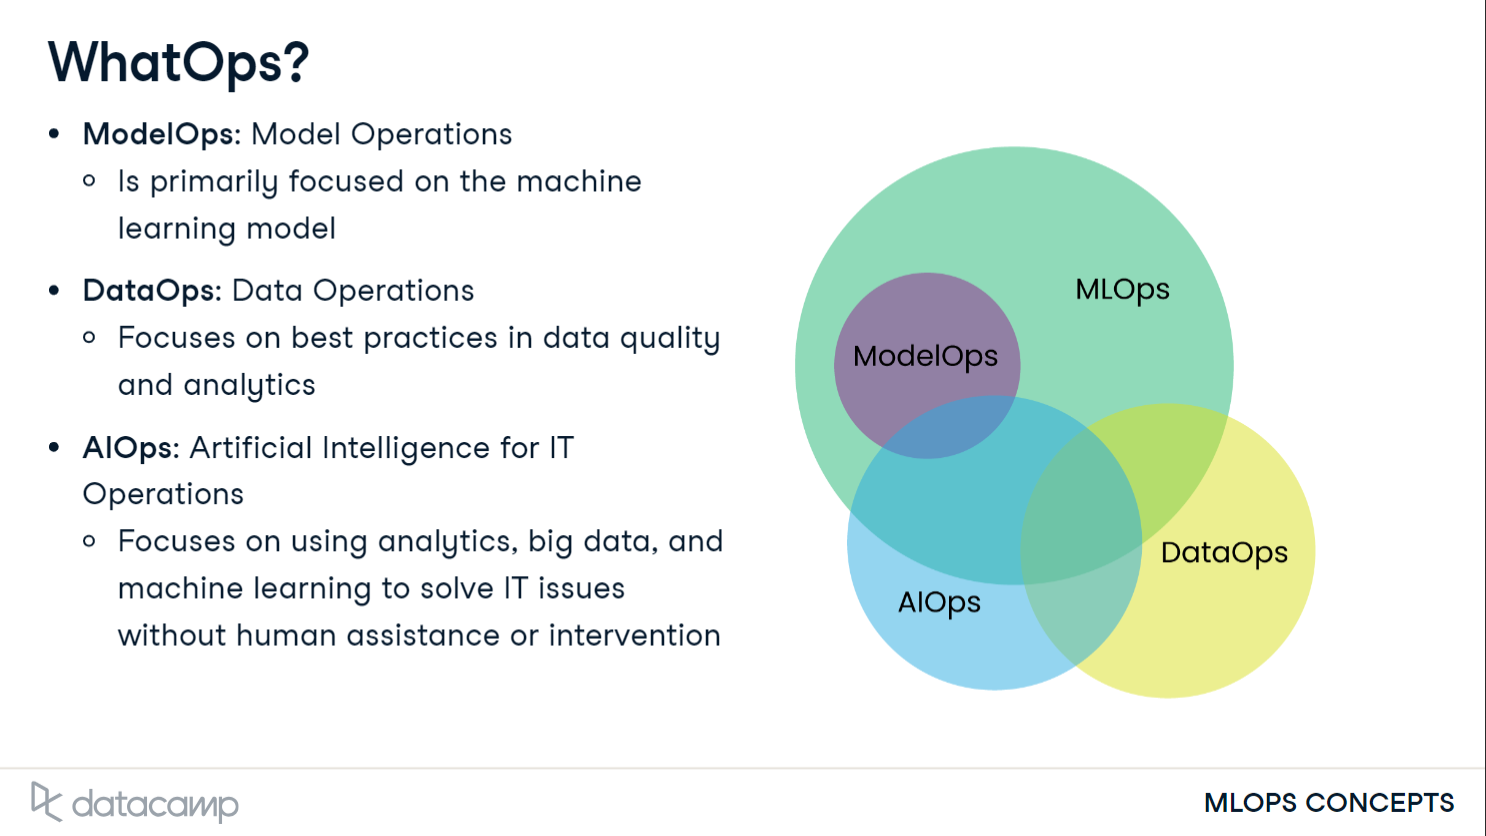 WhatOps?
• ModelOps: Model Operations
○ Is primarily focused on the machine
learning model
• DataOps: Data Operations
○ Focuses on best practices in data quality
and analytics
• AIOps: Artificial Intelligence for IT
Operations
○ Focuses on using analytics, big data, and
machine learning to solve IT issues
without human assistance or intervention
MLOps
ModelOps
DataOps
AIOps
datacamp
MLOPS CONCEPTS